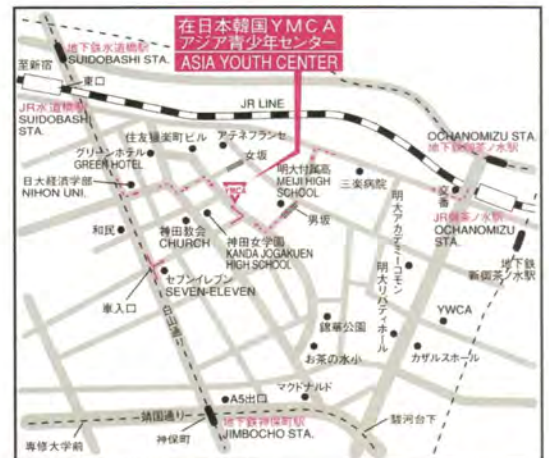 在日本韓国YMCA
アジア青少年センター
ASIA YOUTH CENTER
地下鉄水道橋駅
SUIDOBASHI STA.
至新宿
東口
JR LINE
JR水道橋駅
SUIDOBASHI
STA.
住友猿楽町ビル
アテネフランセ
グリーンホテル
GREEN HOTEL
女坂
明大付属高
MEIJI HIGH
SCHOOL
三楽病院
OCHANOMIZU STA.
地下鉄御茶ノ水駅
交番
JR御茶ノ水駅
OCHANOMIZU
STA.
日大経済学部
NIHON UNI.
和民
神田教会
CHURCH
神田女学園
KANDA JOGAKUEN
HIGH SCHOOL
男坂
明大アカデミーコモン
明大リバティホール
地下鉄
新御茶ノ水駅
セブンイレブン
SEVEN-ELEVEN
車入口
白山通り
錦華公園
お茶の水小
YWCA
カザルスホール
A5出口
マクドナルド
靖国通り
専修大学前
神保町
地下鉄神保町駅
JIMBOCHO STA.
駿河台下